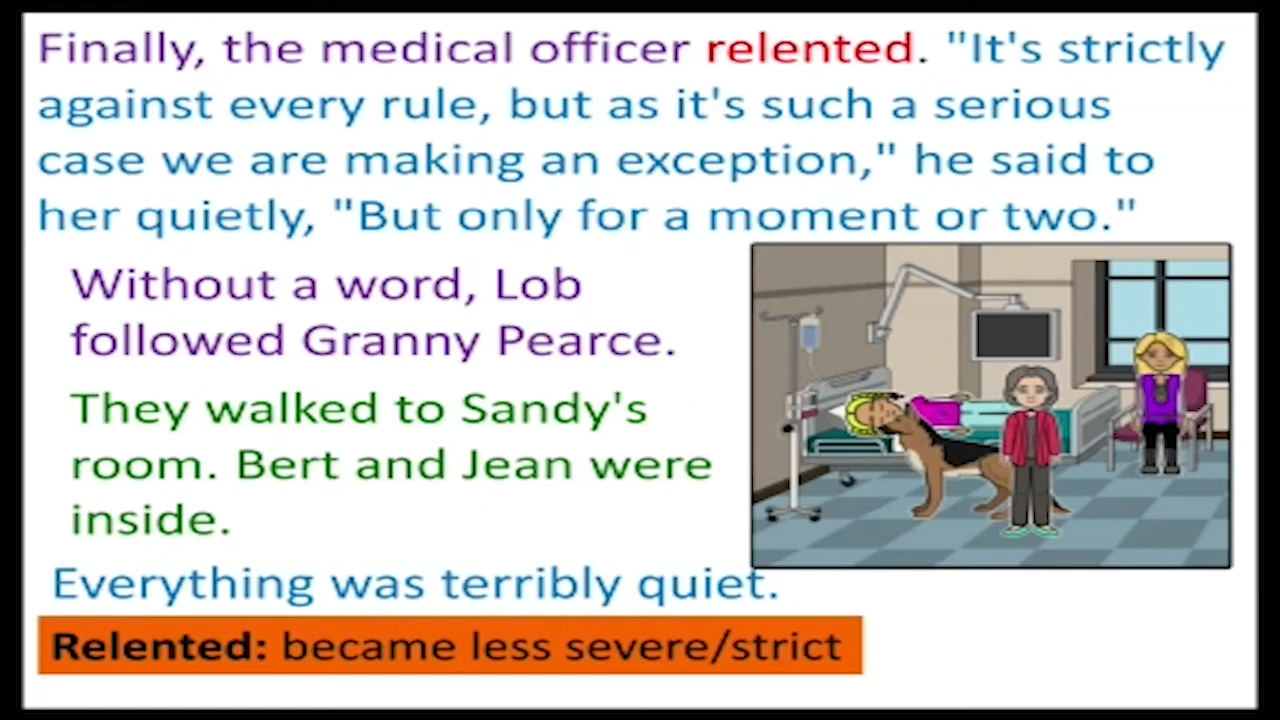 Finally, the medical officer relented. "It's strictly
against every rule, but as it's such a serious
case we are making an exception," he said to
her quietly, "But only for a moment or two."
Without a word, Lob
followed Granny Pearce.
They walked to Sandy's
room. Bert and Jean were
inside.
Everything was terribly quiet.
Relented: became less severe/strict